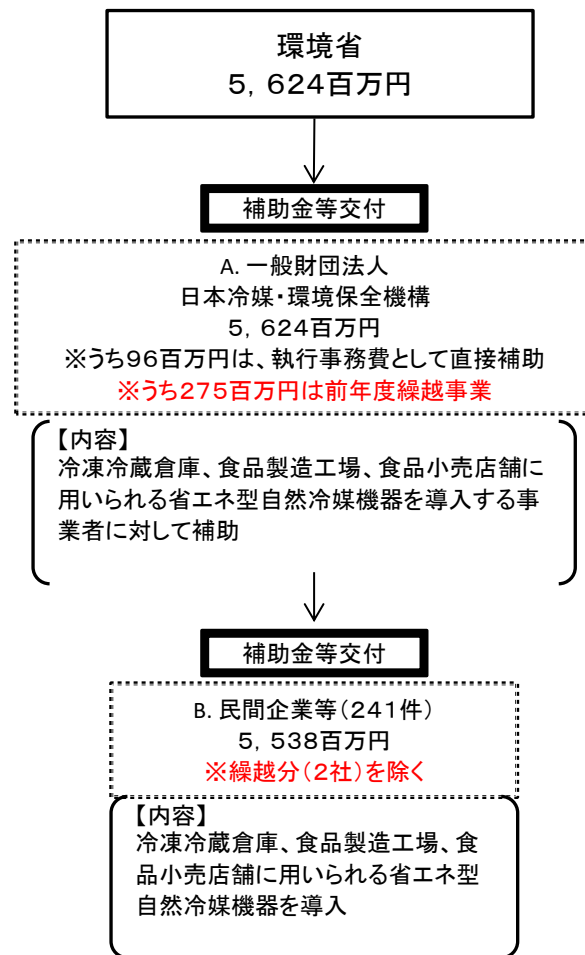 環境省
５，６２４百万円
補助金等交付
A. 一般財団法人
日本冷媒・環境保全機構
５，６２４百万円
※うち９６百万円は、執行事務費として直接補助
※うち２７５百万円は前年度繰越事業
【内容】
冷凍冷蔵倉庫、食品製造工場、食品小売店舗に
用いられる省エネ型自然冷媒機器を導入する事
業者に対して補助
補助金等交付
B. 民間企業等（２４１件）
５，５３８百万円
※繰越分（２社）を除く
【内容】
冷凍冷蔵倉庫、食品製造工場、食
品小売店舗に用いられる省エネ型
自然冷媒機器を導入